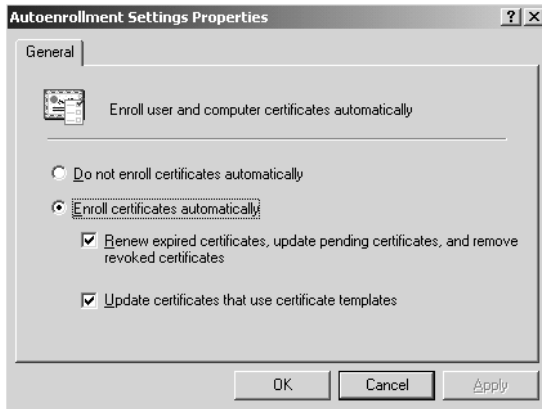 Autoenrollment Settings Properties
General
Enroll user and computer certificates automatically
Do not enroll certificates automatically
Enroll certificates automatically
Renew expired certificates, update pending certificates, and remove
revoked certificates
Update certificates that use certificate templates
OK Cancel Apply